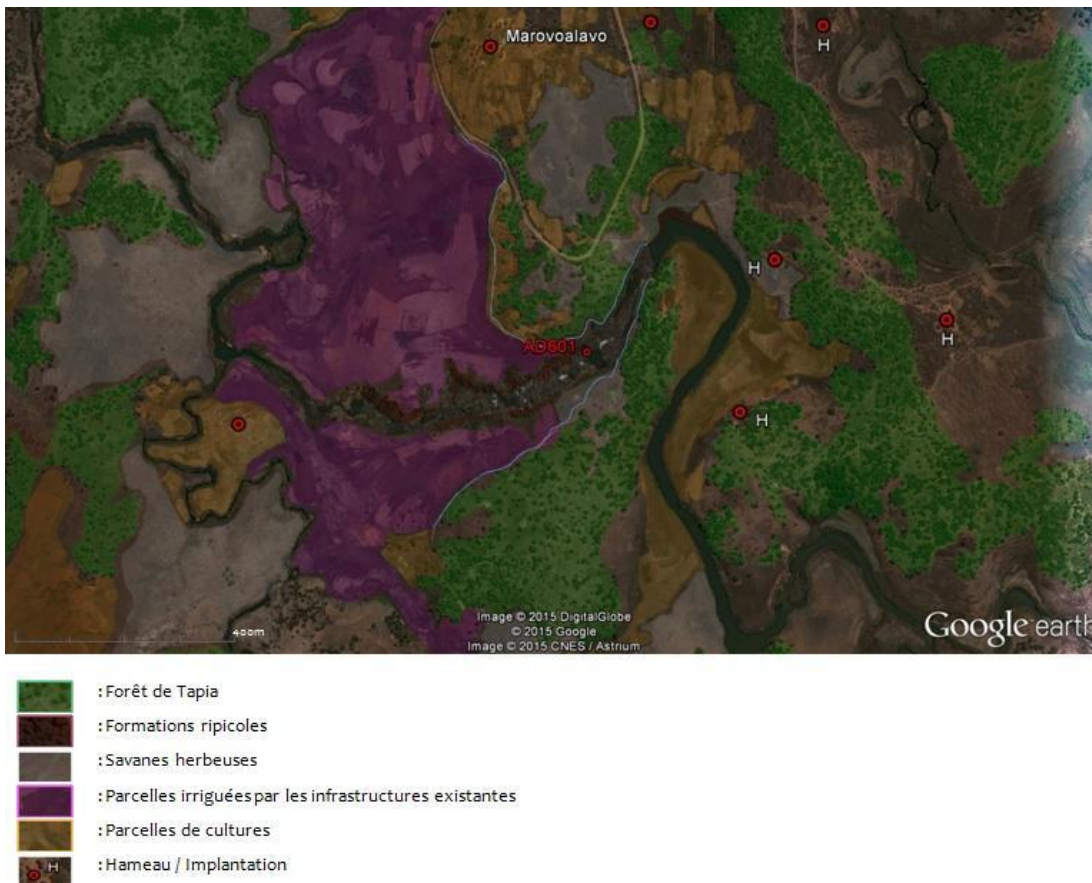 Marovoalavo
H
H
AD601
H
H
400m
Image © 2015 DigitalGlobe
© 2015 Google
Image © 2015 CNES / Astrium
Google earth
: Forêt de Tapia
: Formations ripicoles
: Savanes herbeuses
: Parcelles irriguées par les infrastructures existantes
: Parcelles de cultures
H
: Hameau / Implantation